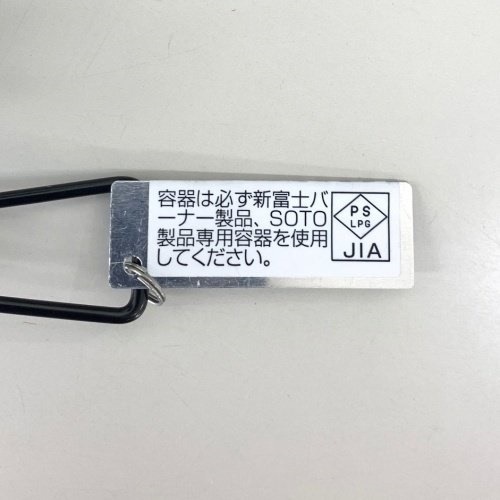 容器は必ず新富士バ
ーナー製品、SOTO
製品専用容器を使用
してください。
PS
LPG
JIA